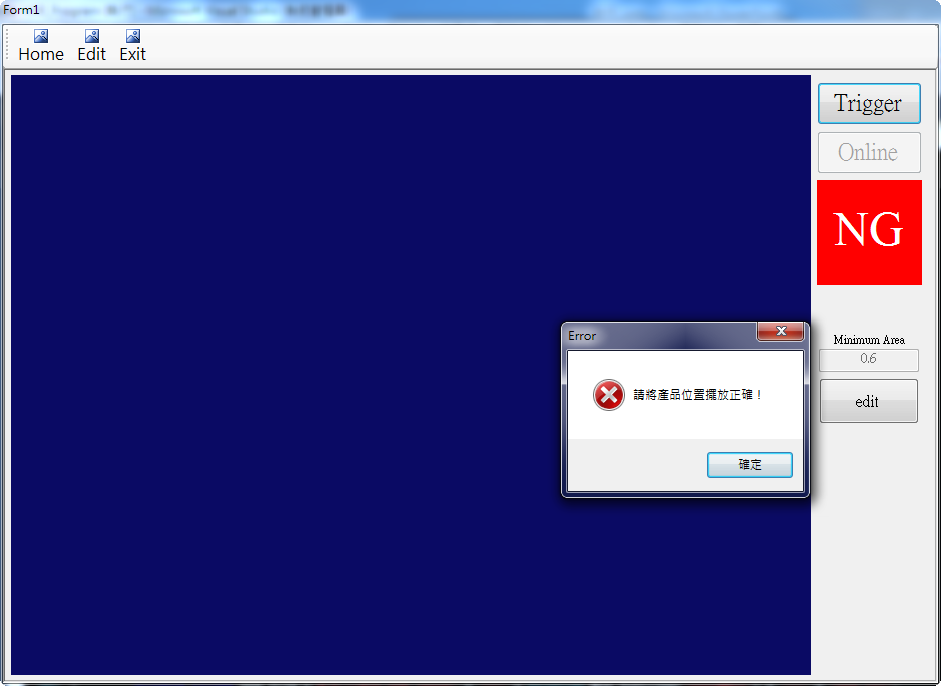 Form1
Home Edit Exit
Trigger
Online
NG
Minimum Area
0.6
edit
Error
請將產品位置擺放正確！
確定